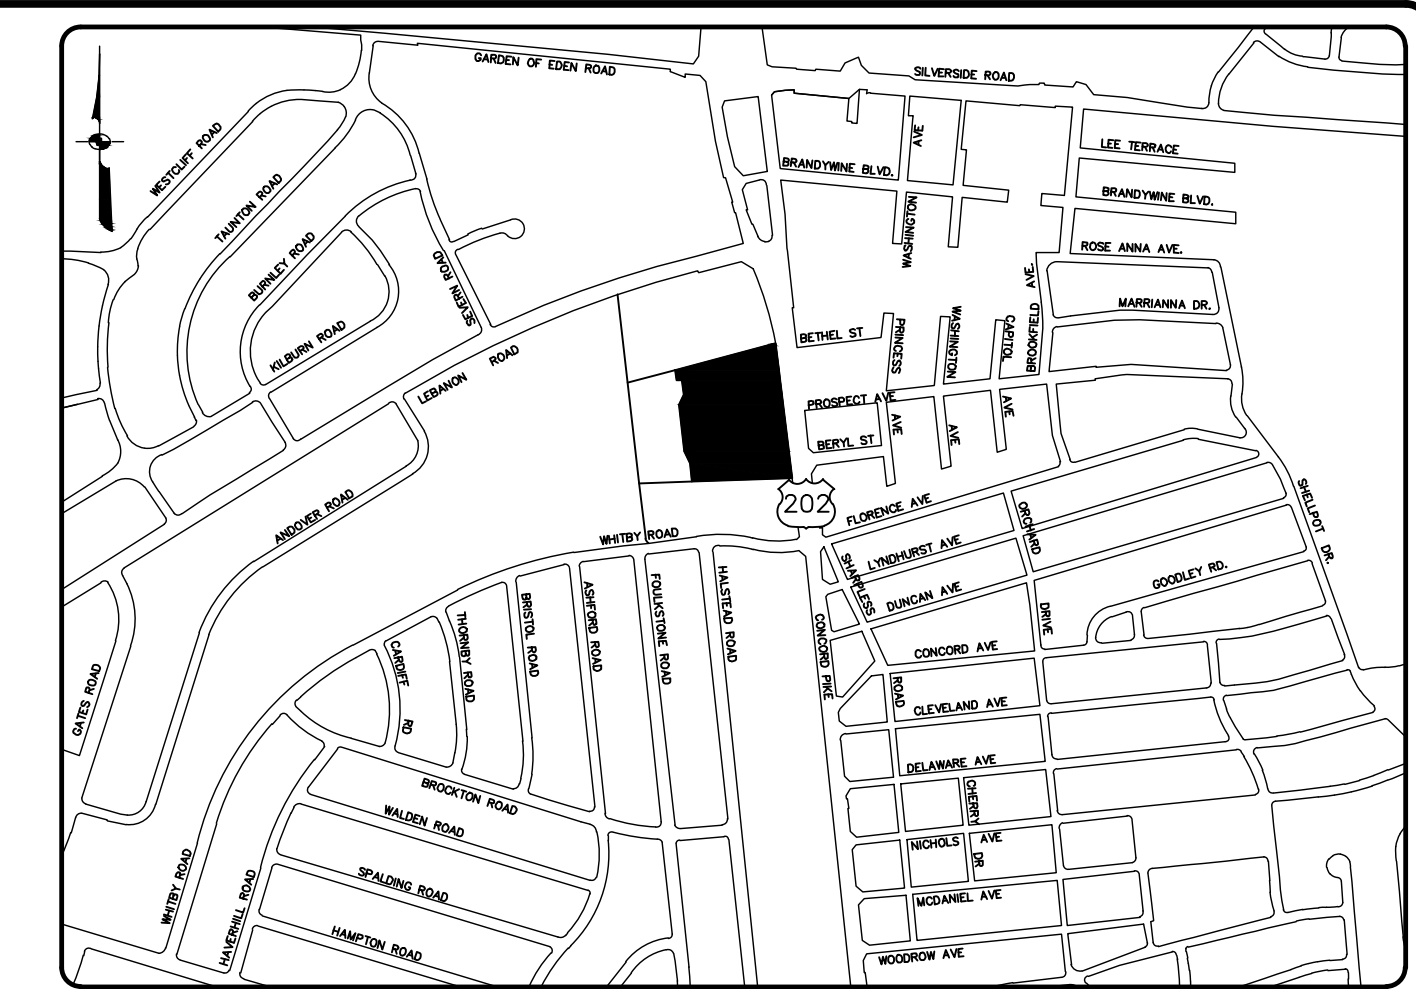 GARDEN OF EDEN ROAD
SILVERSIDE ROAD
WESTCLIFF ROAD
TAUNTON ROAD
BURNLEY ROAD
KILBURN ROAD
SEVERN ROAD
LEBANON ROAD
ANDOVER ROAD
GATES ROAD
AVE
WASHINGTON
BRANDYWINE BLVD.
LEE TERRACE
BRANDYWINE BLVD.
ROSE ANNA AVE.
MARRIANNA DR.
BROOKFIELD AVE.
BETHEL ST
PRINCESS
AVE
WASHINGTON
AVE
CAPITOL
AVE
PROSPECT AVE
BERYL ST
202
FLORENCE AVE
LYNDHURST AVE
DUNCAN AVE
ORCHARD
DRIVE
SHARPLESS
ROAD
SHELLPOT DR.
GOODLEY RD.
CONCORD AVE
CLEVELAND AVE
DELAWARE AVE
CHERRY
DR
NICHOLS AVE
MCDANIEL AVE
WOODROW AVE
CONCORD PIKE
WHITBY ROAD
HALSTEAD ROAD
FOULKSTONE ROAD
ASHFORD ROAD
BRISTOL ROAD
THORNBY ROAD
CARDIFF RD
BROCKTON ROAD
WALDEN ROAD
SPALDING ROAD
HAMPTON ROAD
WHITBY ROAD
HAVERHILL ROAD